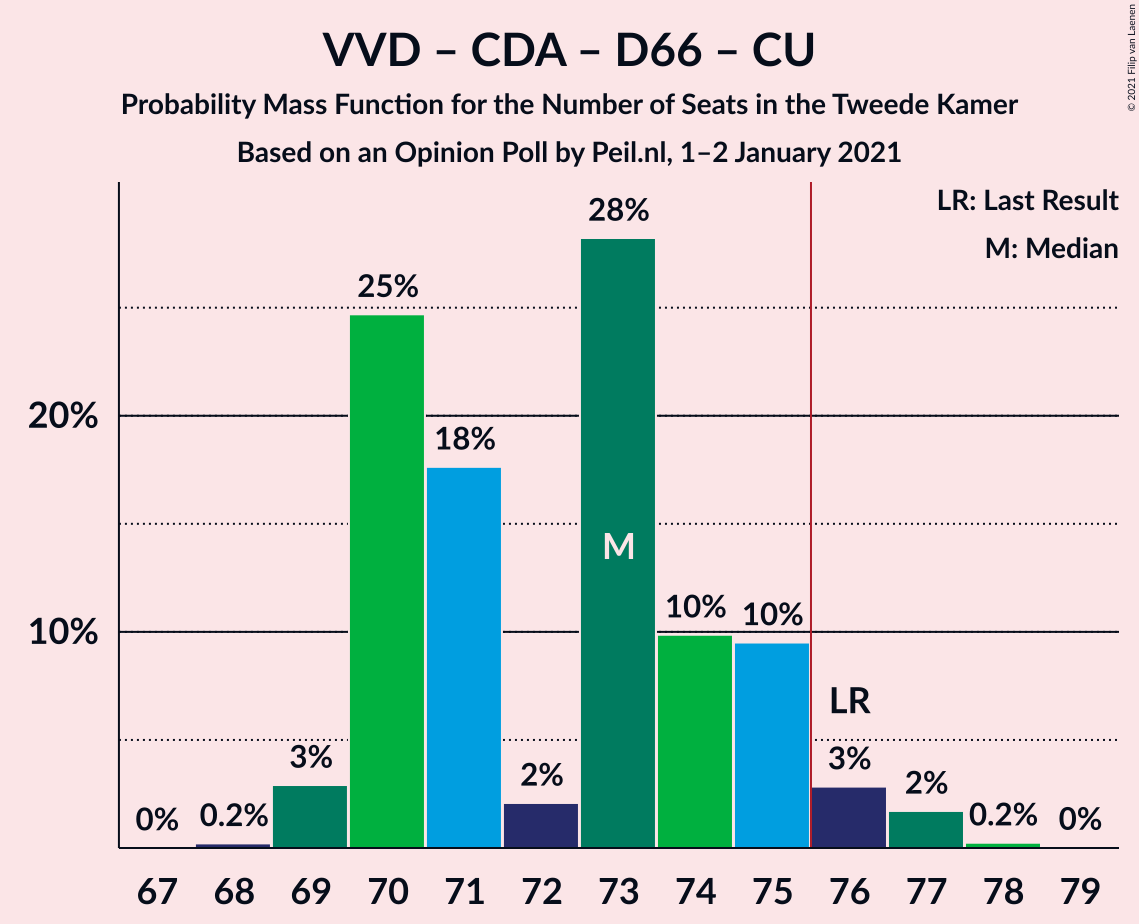 VVD – CDA – D66 – CU
Probability Mass Function for the Number of Seats in the Tweede Kamer
Based on an Opinion Poll by Peil.nl, 1–2 January 2021
© 2021 Filip van Laenen
LR: Last Result
M: Median
20%
10%
0%
0.2%
3%
25%
18%
2%
28%
M
10%
10%
LR
3%
2%
0.2%
0%
67 68 69 70 71 72 73 74 75 76 77 78 79